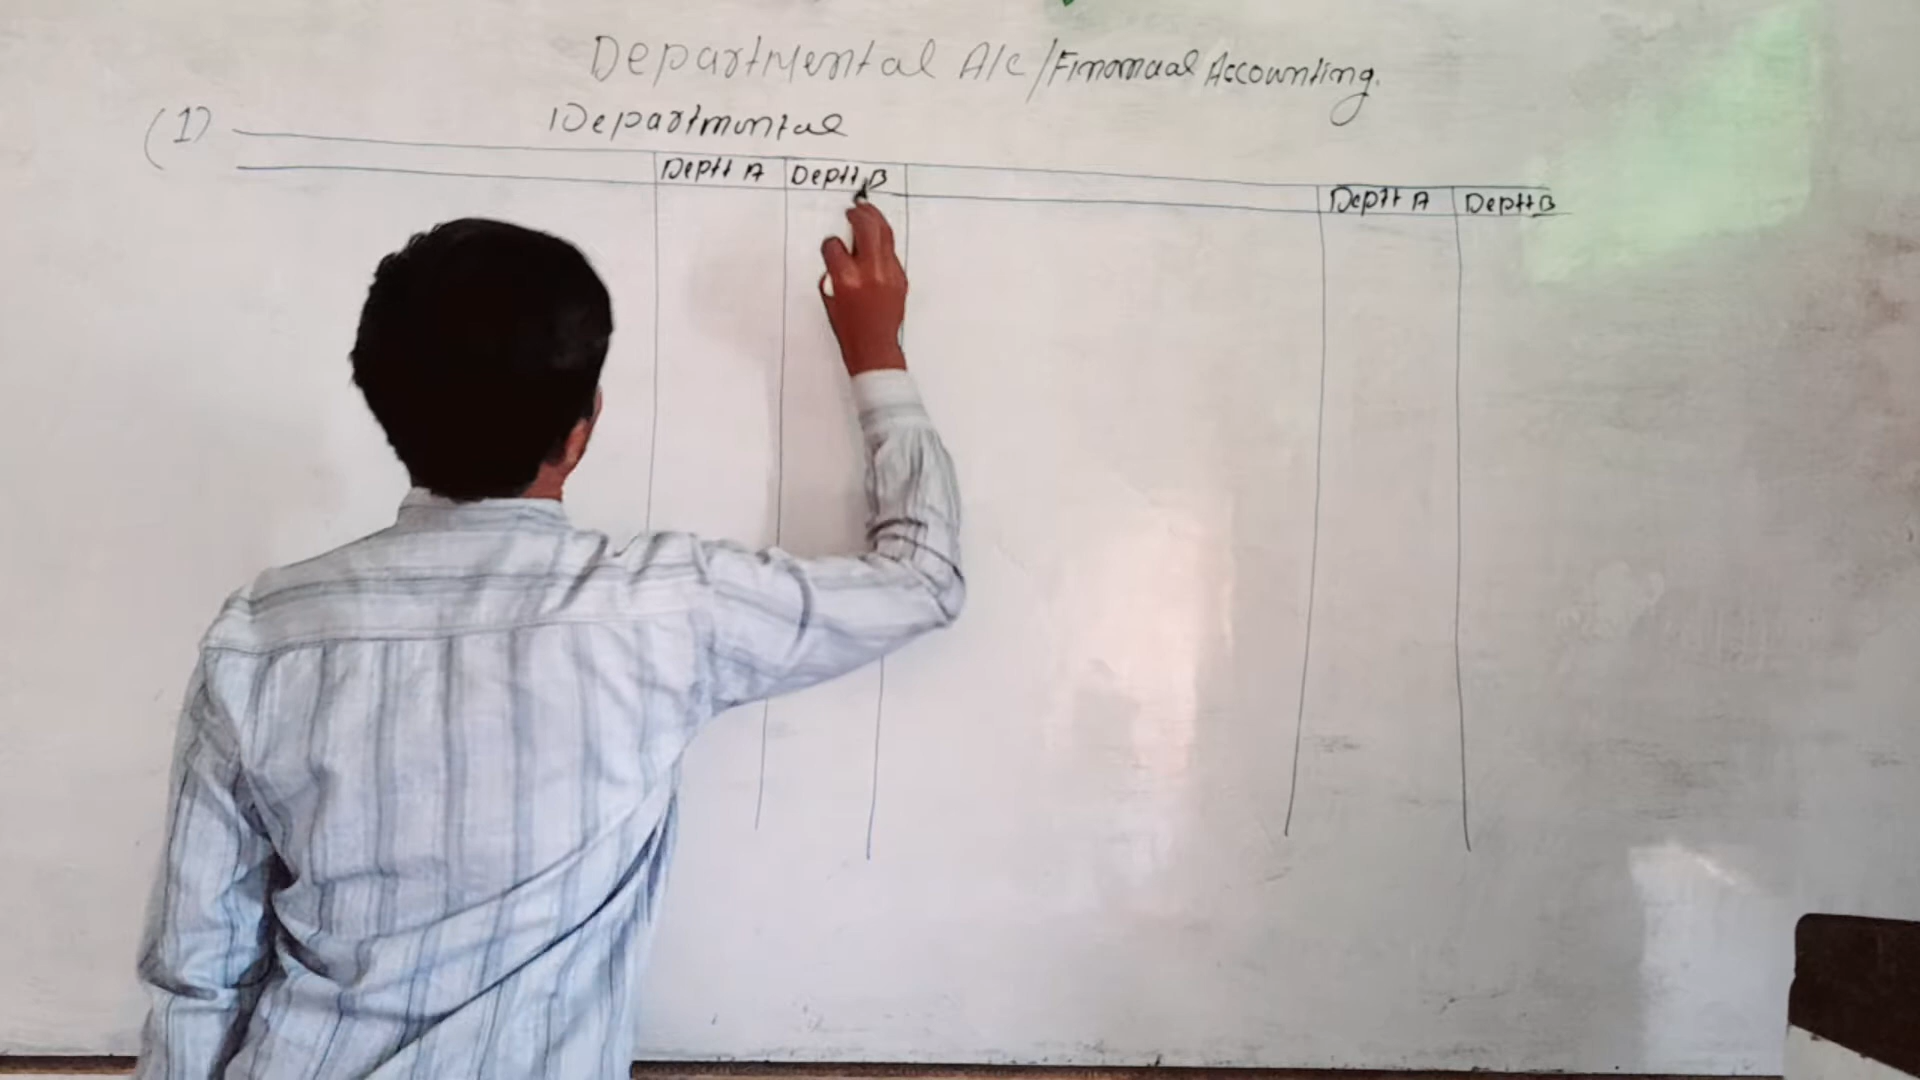 Departmental A/c / Financial Accounting.
(1) Departmental
Deptt A Deptt B Deptt A Deptt B